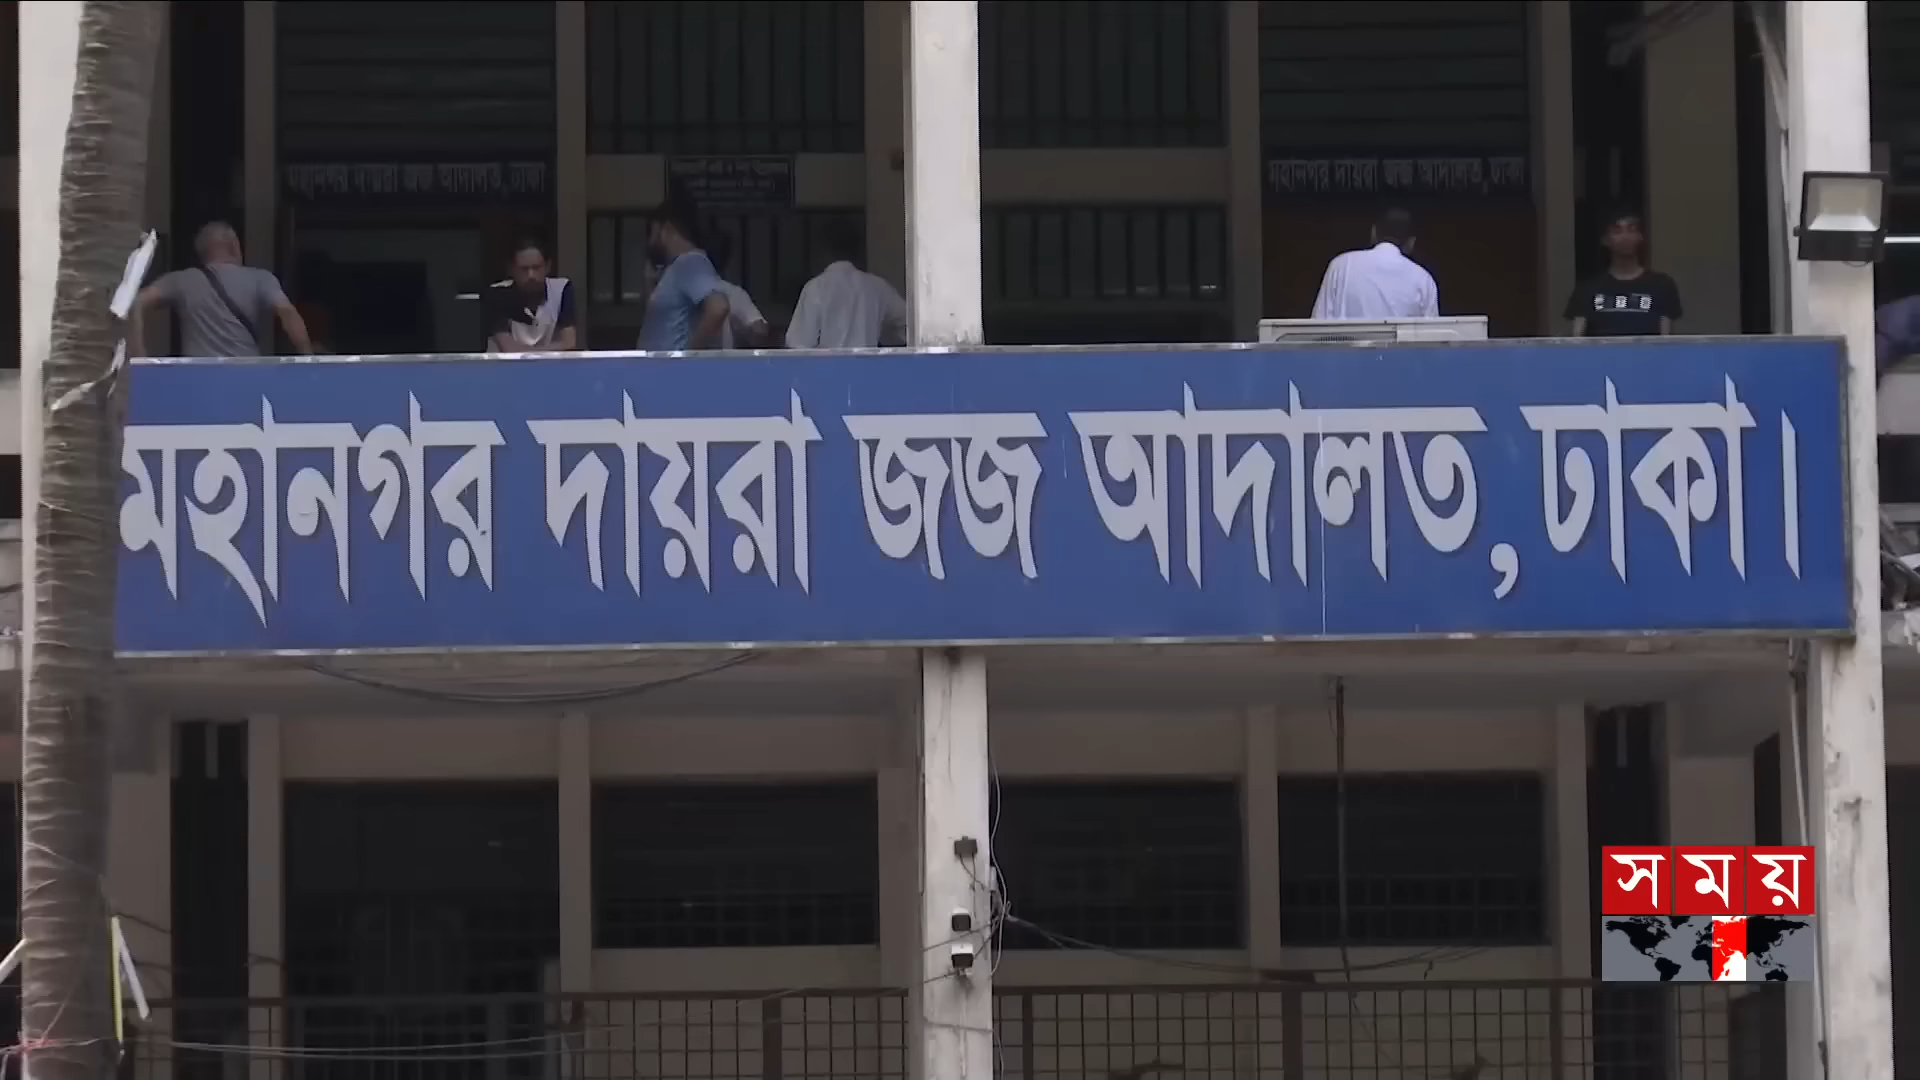 মহানগর দায়রা জজ আদালত, ঢাকা
মহানগর দায়রা জজ আদালত, ঢাকা
মহানগর দায়রা জজ আদালত, ঢাকা।
সময়